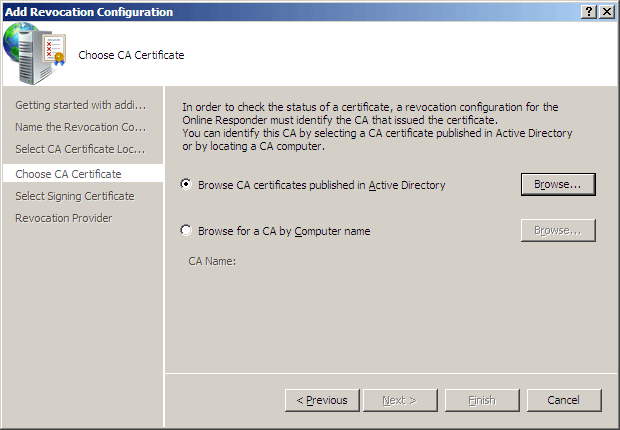 Add Revocation Configuration
Choose CA Certificate
Getting started with addi...
Name the Revocation Co...
Select CA Certificate Loc...
Choose CA Certificate
Select Signing Certificate
Revocation Provider
In order to check the status of a certificate, a revocation configuration for the
Online Responder must identify the CA that issued the certificate.
You can identify this CA by selecting a CA certificate published in Active Directory
or by locating a CA computer.
Browse CA certificates published in Active Directory
Browse...
Browse for a CA by Computer name
Browse...
CA Name:
< Previous
Next >
Finish
Cancel